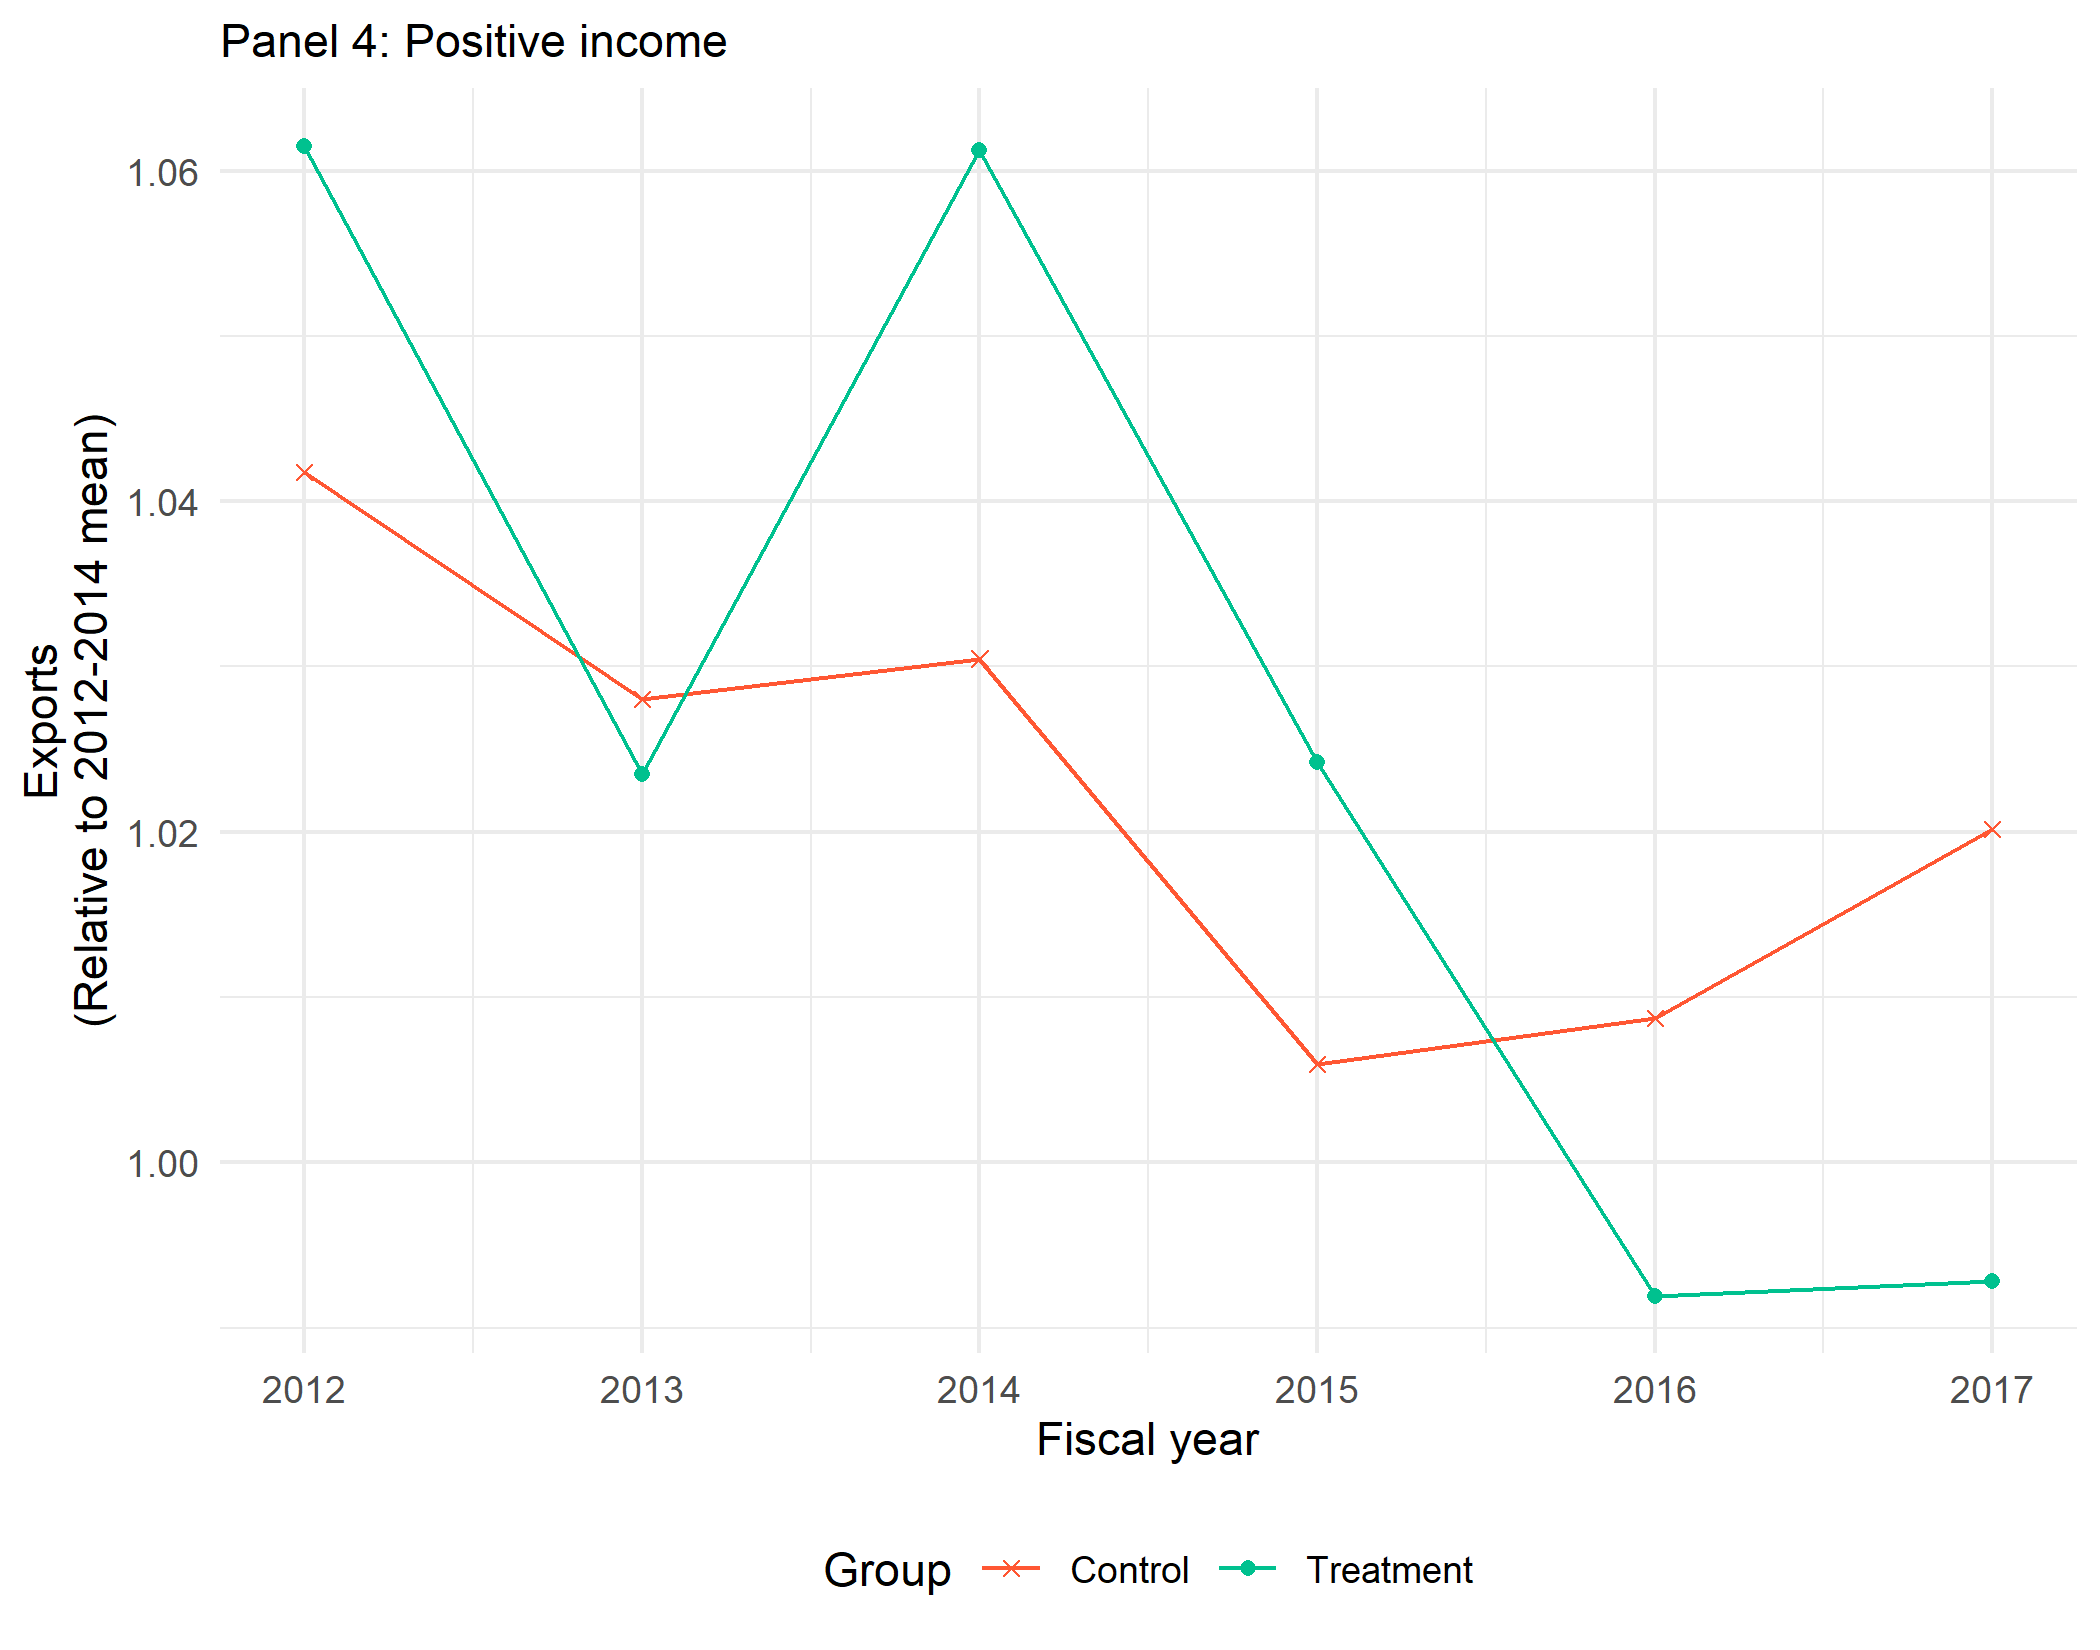 Panel 4: Positive income
Exports
(Relative to 2012-2014 mean)
1.06
1.04
1.02
1.00
2012 2013 2014 2015 2016 2017
Fiscal year
Group Control Treatment